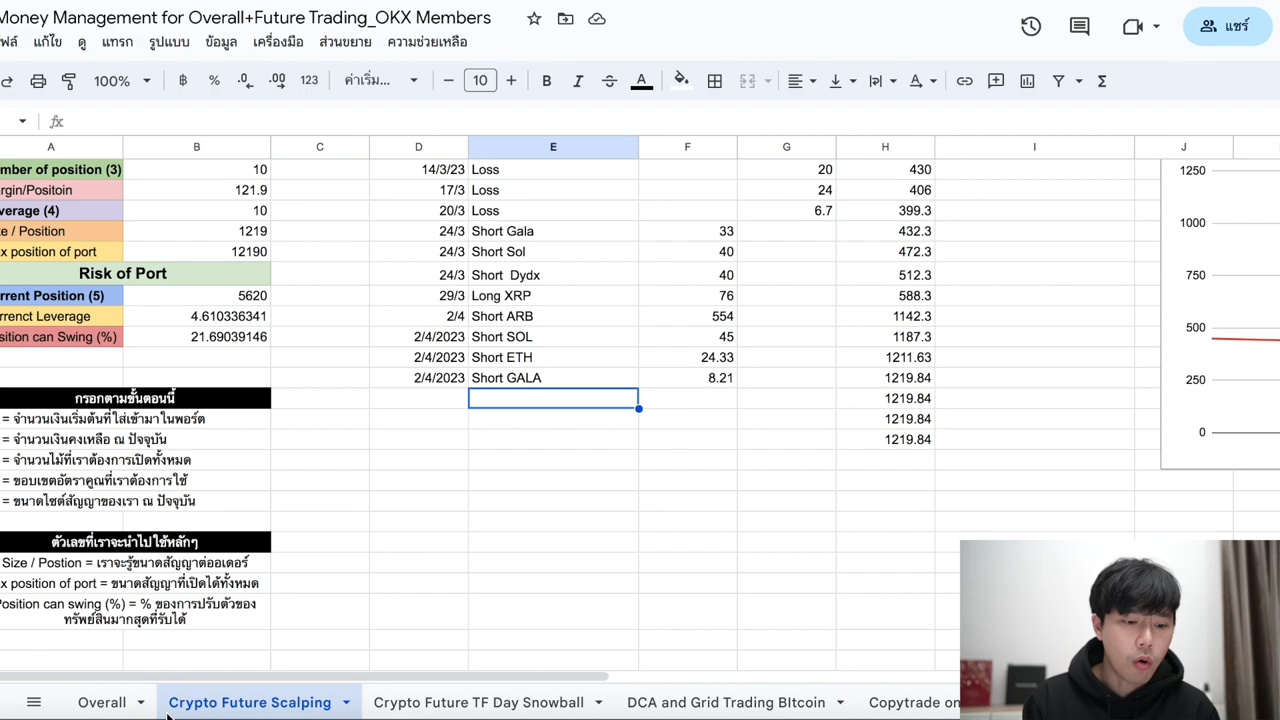 Money Management for Overall+Future Trading_OKX Members
ฟล์ แก้ไข ดู แทรก รูปแบบ ข้อมูล เครื่องมือ ส่วนขยาย ความช่วยเหลือ
แชร์
100% ฿ % .0 .00 123 ค่าเริ่ม... 10 B I A Σ
fx
A B C D E F G H I J
mber of position (3) 10 14/3/23 Loss 20 430 1250
rgin/Positoin 121.9 17/3 Loss 24 406
verage (4) 10 20/3 Loss 6.7 399.3
ze / Position 1219 24/3 Short Gala 33 432.3 1000
x position of port 12190 24/3 Short Sol 40 472.3
Risk of Port 24/3 Short Dydx 40 512.3 750
rrent Position (5) 5620 29/3 Long XRP 76 588.3
rrenct Leverage 4.610336341 2/4 Short ARB 554 1142.3 500
sition can Swing (%) 21.69039146 2/4/2023 Short SOL 45 1187.3
2/4/2023 Short ETH 24.33 1211.63
2/4/2023 Short GALA 8.21 1219.84 250
กรอกตามขั้นตอนนี้ 1219.84
= จำนวนเงินเริ่มต้นที่ใส่เข้ามาในพอร์ต 1219.84 0
= จำนวนเงินคงเหลือ ณ ปัจจุบัน 1219.84
= จำนวนไม้ที่เราต้องการเปิดทั้งหมด
= ขอบเขตอัตราคูณที่เราต้องการใช้
= ขนาดไซต์สัญญาของเรา ณ ปัจจุบัน
ตัวเลขที่เราจะนำไปใช้หลักๆ
Size / Postion = เราจะรู้ขนาดสัญญาต่อออเดอร์
x position of port = ขนาดสัญญาที่เปิดได้ทั้งหมด
Position can swing (%) = % ของการปรับตัวของ
ทรัพย์สินมากสุดที่รับได้
Overall Crypto Future Scalping Crypto Future TF Day Snowball DCA and Grid Trading BItcoin Copytrade on